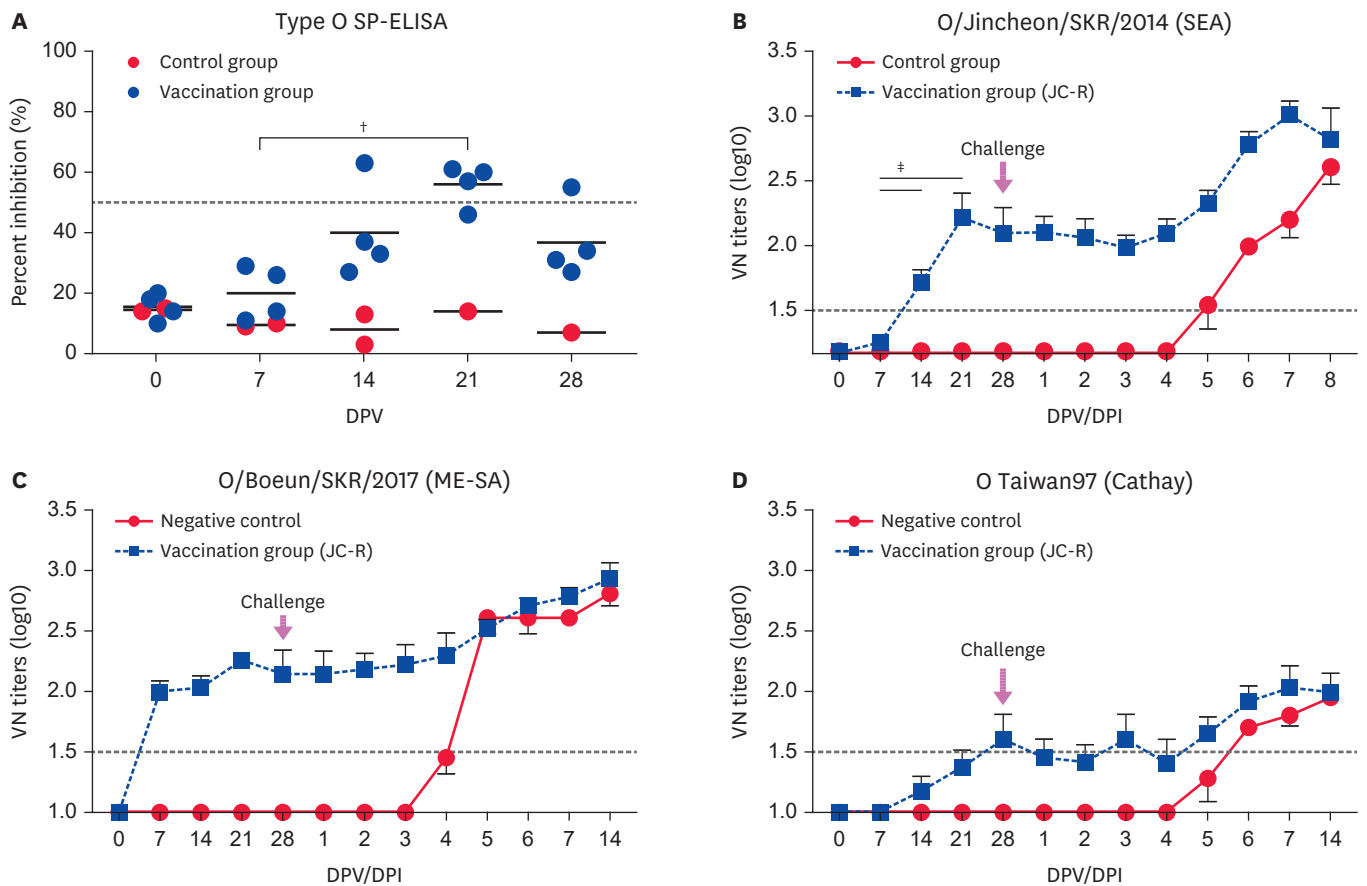 A
Type O SP-ELISA
Control group
Vaccination group
†
Percent inhibition (%)
100
80
60
40
20
0
0 7 14 21 28
DPV
B
O/Jincheon/SKR/2014 (SEA)
Control group
Vaccination group (JC-R)
Challenge
‡
VN titers (log10)
3.5
3.0
2.5
2.0
1.5
0 7 14 21 28 1 2 3 4 5 6 7 8
DPV/DPI
C
O/Boeun/SKR/2017 (ME-SA)
Negative control
Vaccination group (JC-R)
Challenge
VN titers (log10)
3.5
3.0
2.5
2.0
1.5
1.0
0 7 14 21 28 1 2 3 4 5 6 7 14
DPV/DPI
D
O Taiwan97 (Cathay)
Negative control
Vaccination group (JC-R)
Challenge
VN titers (log10)
3.5
3.0
2.5
2.0
1.5
1.0
0 7 14 21 28 1 2 3 4 5 6 7 14
DPV/DPI